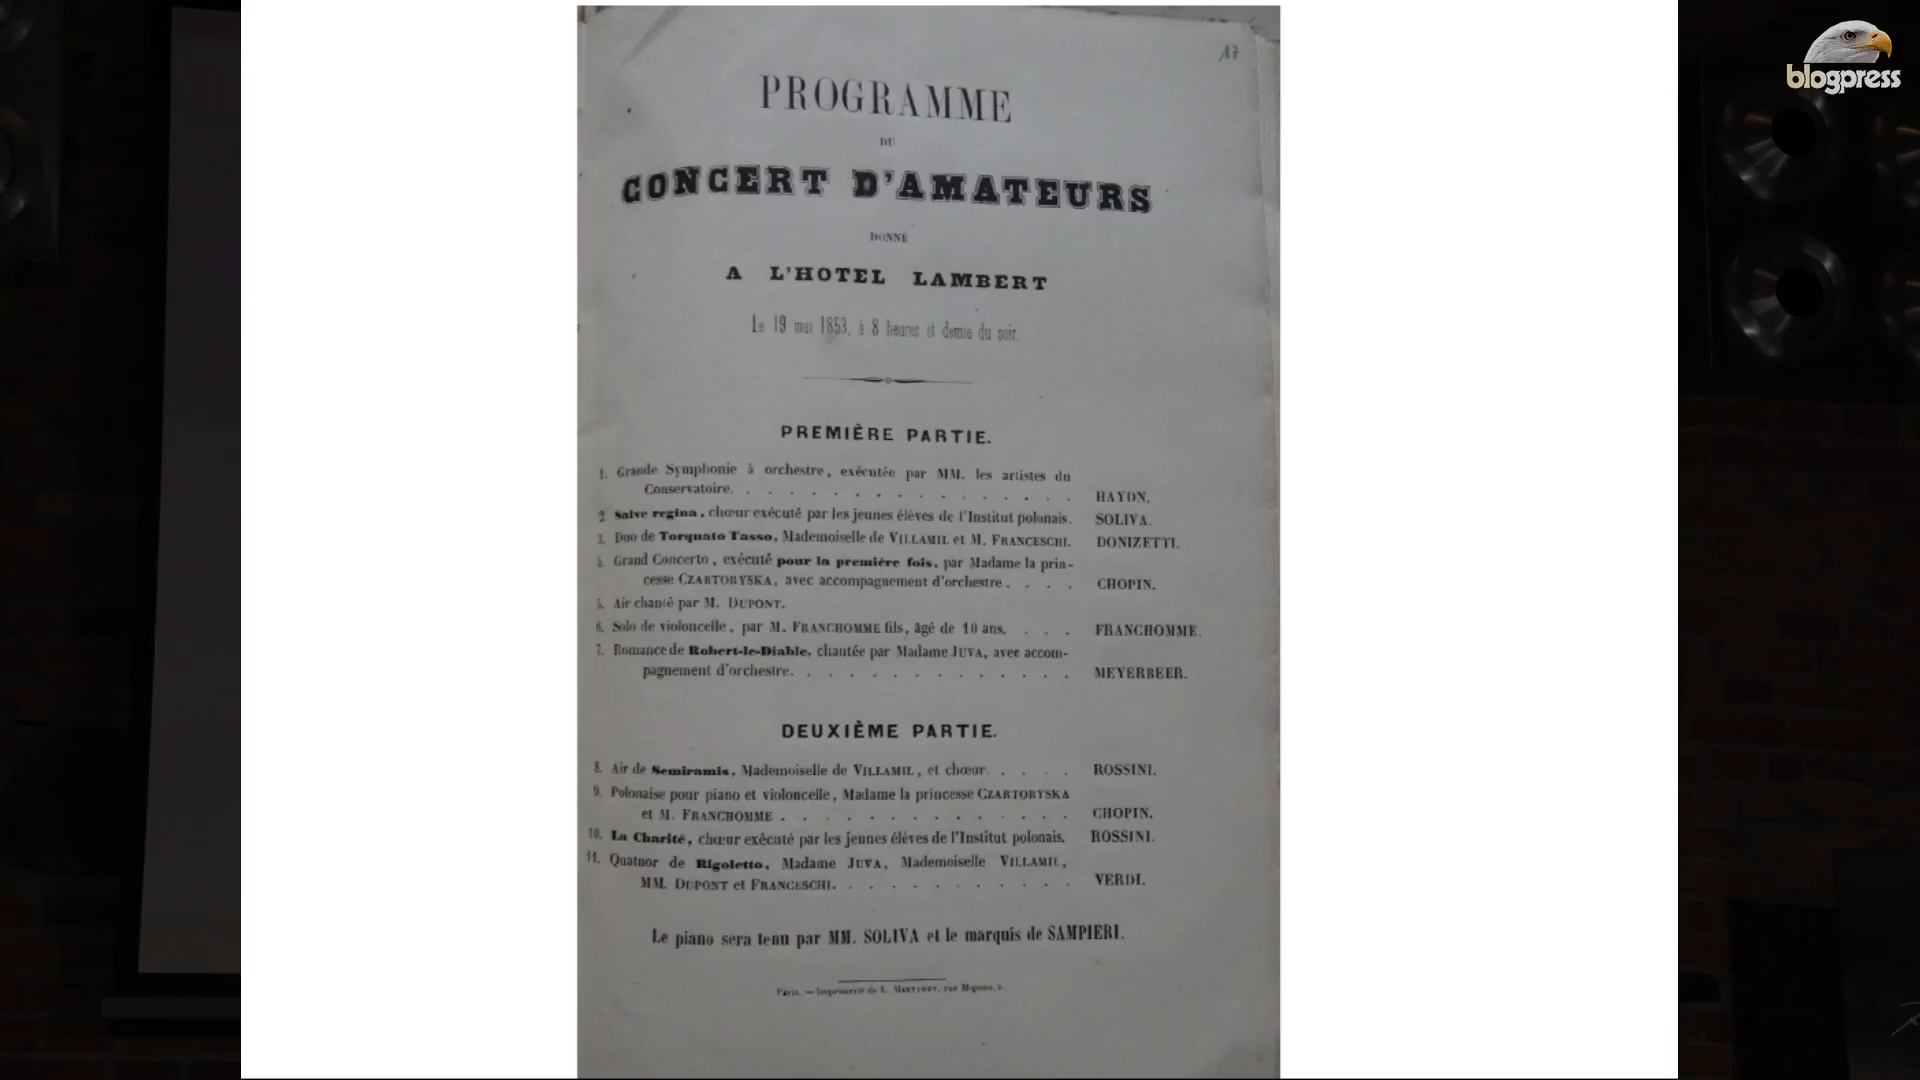 blogpress
17
PROGRAMME
DU
CONCERT D'AMATEURS
DONNÉ
A L'HOTEL LAMBERT
Le 19 mai 1853, à 8 heures et demie du soir.
PREMIÈRE PARTIE.
1. Grande Symphonie à orchestre, exécutée par MM. les artistes du
Conservatoire. . . . . . . . . . . . . . . . . HAYDN.
2. Salve regina, chœur exécuté par les jeunes élèves de l'Institut polonais. SOLIVA.
3. Duo de Torquato Tasso, Mademoiselle de VILLAMIL et M. FRANCESCHI. DONIZETTI.
4. Grand Concerto, exécuté pour la première fois, par Madame la prin-
cesse CZARTORYSKA, avec accompagnement d'orchestre. . . . CHOPIN.
5. Air chanté par M. DUPONT.
6. Solo de violoncelle, par M. FRANCHOMME fils, âgé de 10 ans. . . . FRANCHOMME.
7. Romance de Robert-le-Diable, chantée par Madame JUVA, avec accom-
pagnement d'orchestre. . . . . . . . . . . . . . MEYERBEER.
DEUXIÈME PARTIE.
8. Air de Semiramis, Mademoiselle de VILLAMIL, et chœur. . . . . ROSSINI.
9. Polonaise pour piano et violoncelle, Madame la princesse CZARTORYSKA
et M. FRANCHOMME . . . . . . . . . . . . . . CHOPIN.
10. La Charité, chœur exécuté par les jeunes élèves de l'Institut polonais. ROSSINI.
11. Quatuor de Rigoletto, Madame JUVA, Mademoiselle VILLAMIL,
MM. DUPONT et FRANCESCHI. . . . . . . . . . . . VERDI.
Le piano sera tenu par MM. SOLIVA et le marquis de SAMPIERI.
Paris. — Imprimerie de L. MARTINET, rue Mignon, 2.